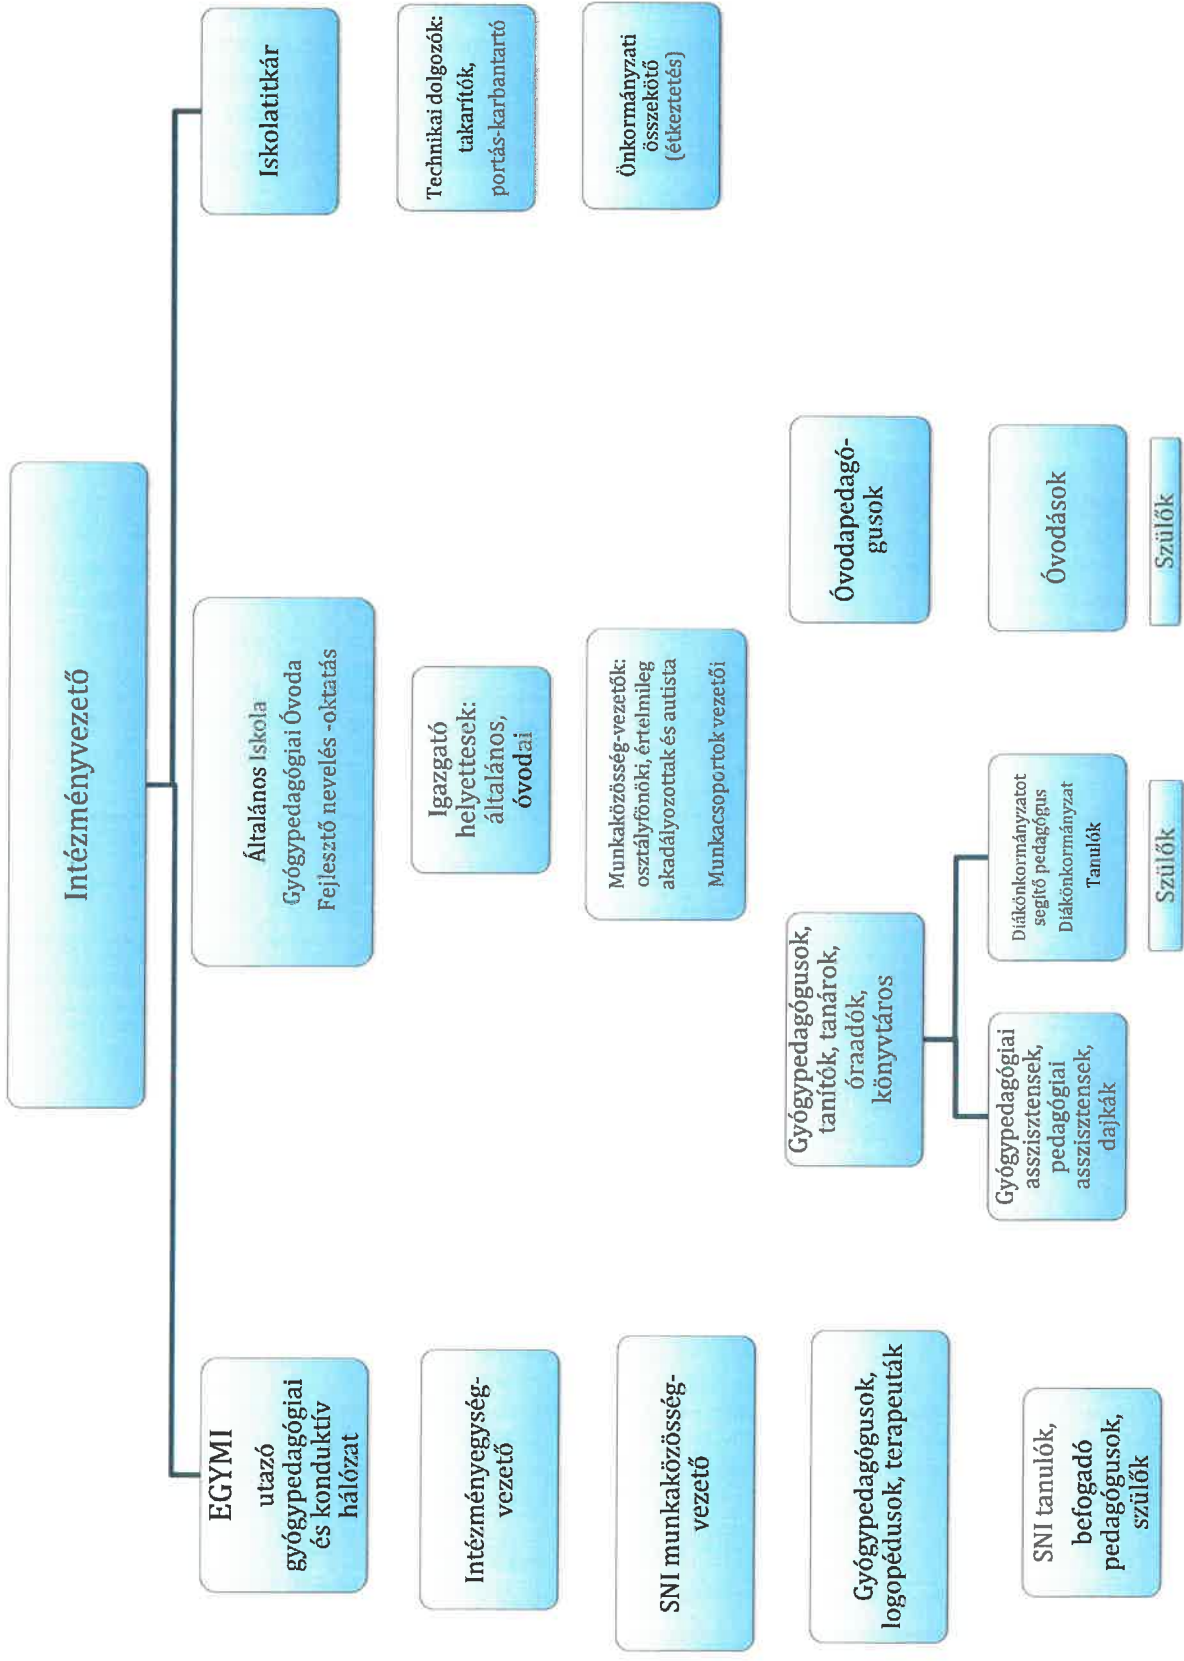 Intézményvezető
EGYMI
utazó
gyógypedagógiai
és konduktív
hálózat
Intézményegység-
vezető
SNI munkaközösség-
vezető
Gyógypedagógusok,
logopédusok, terapeuták
SNI tanulók,
befogadó
pedagógusok,
szülők
Általános Iskola
Gyógypedagógiai Óvoda
Fejlesztő nevelés -oktatás
Igazgató
helyettesek:
általános,
óvodai
Munkaközösség-vezetők:
osztályfőnöki, értelmileg
akadályozottak és autista
Munkacsoportok vezetői
Gyógypedagógusok,
tanítók, tanárok,
óraadók,
könyvtáros
Gyógypedagógiai
asszisztensek,
pedagógiai
asszisztensek,
dajkák
Diákönkormányzatot
segítő pedagógus
Diákönkormányzat
Tanulók
Szülők
Óvodapedagó-
gusok
Óvodások
Szülők
Iskolatitkár
Technikai dolgozók:
takarítók,
portás-karbantartó
Önkormányzati
összekötő
(étkeztetés)